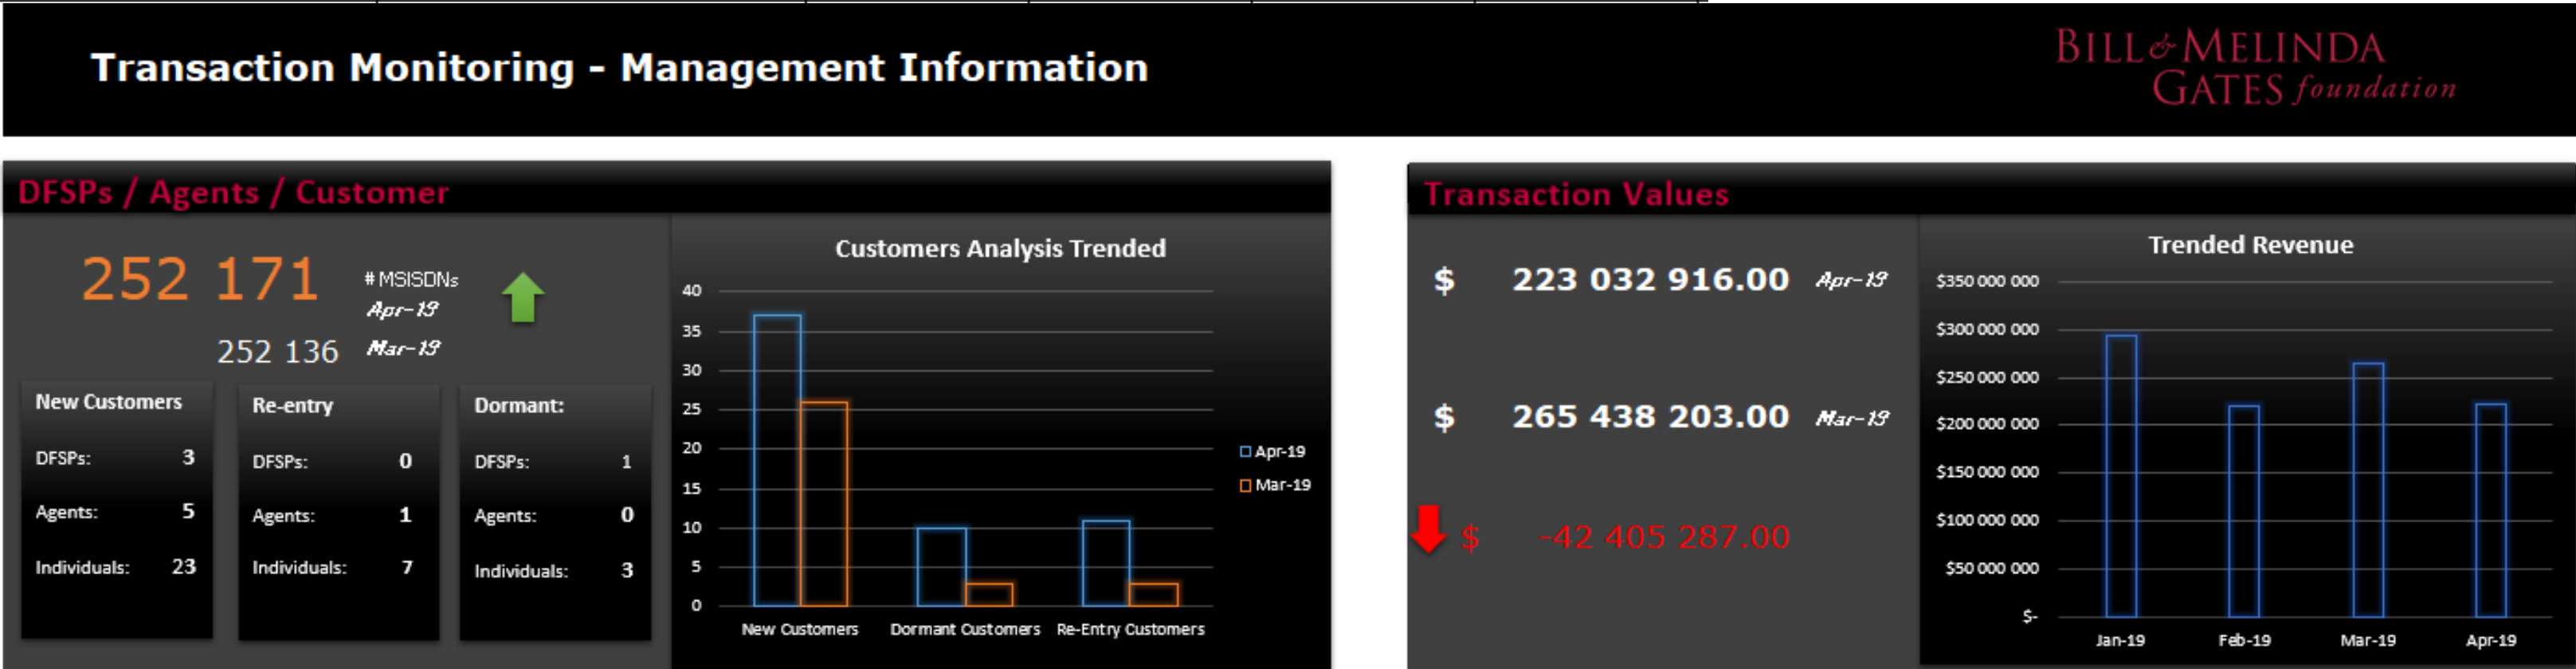 Transaction Monitoring - Management Information
BILL & MELINDA
GATES foundation
DFSPs / Agents / Customer
252 171
# MSISDNs
Apr-19
252 136
Mar-19
New Customers
DFSPs: 3
Agents: 5
Individuals: 23
Re-entry
DFSPs: 0
Agents: 1
Individuals: 7
Dormant:
DFSPs: 1
Agents: 0
Individuals: 3
Customers Analysis Trended
40
35
30
25
20
15
10
5
0
New Customers Dormant Customers Re-Entry Customers
Apr-19
Mar-19
Transaction Values
$ 223 032 916.00 Apr-19
$ 265 438 203.00 Mar-19
$ -42 405 287.00
Trended Revenue
$350 000 000
$300 000 000
$250 000 000
$200 000 000
$150 000 000
$100 000 000
$50 000 000
$-
Jan-19 Feb-19 Mar-19 Apr-19